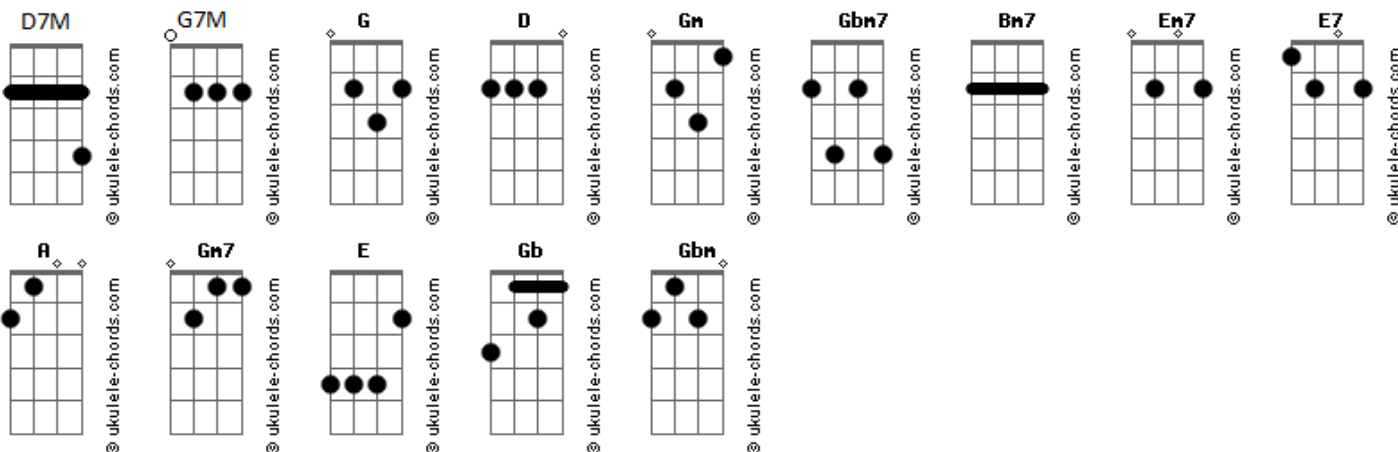 D7M G7M G D Gm Gbm7 Bm7 Em7 E7
© ukulele-chords.com © ukulele-chords.com © ukulele-chords.com © ukulele-chords.com © ukulele-chords.com © ukulele-chords.com © ukulele-chords.com © ukulele-chords.com © ukulele-chords.com
A Gm7 E Gb Gbm
© ukulele-chords.com © ukulele-chords.com © ukulele-chords.com © ukulele-chords.com © ukulele-chords.com